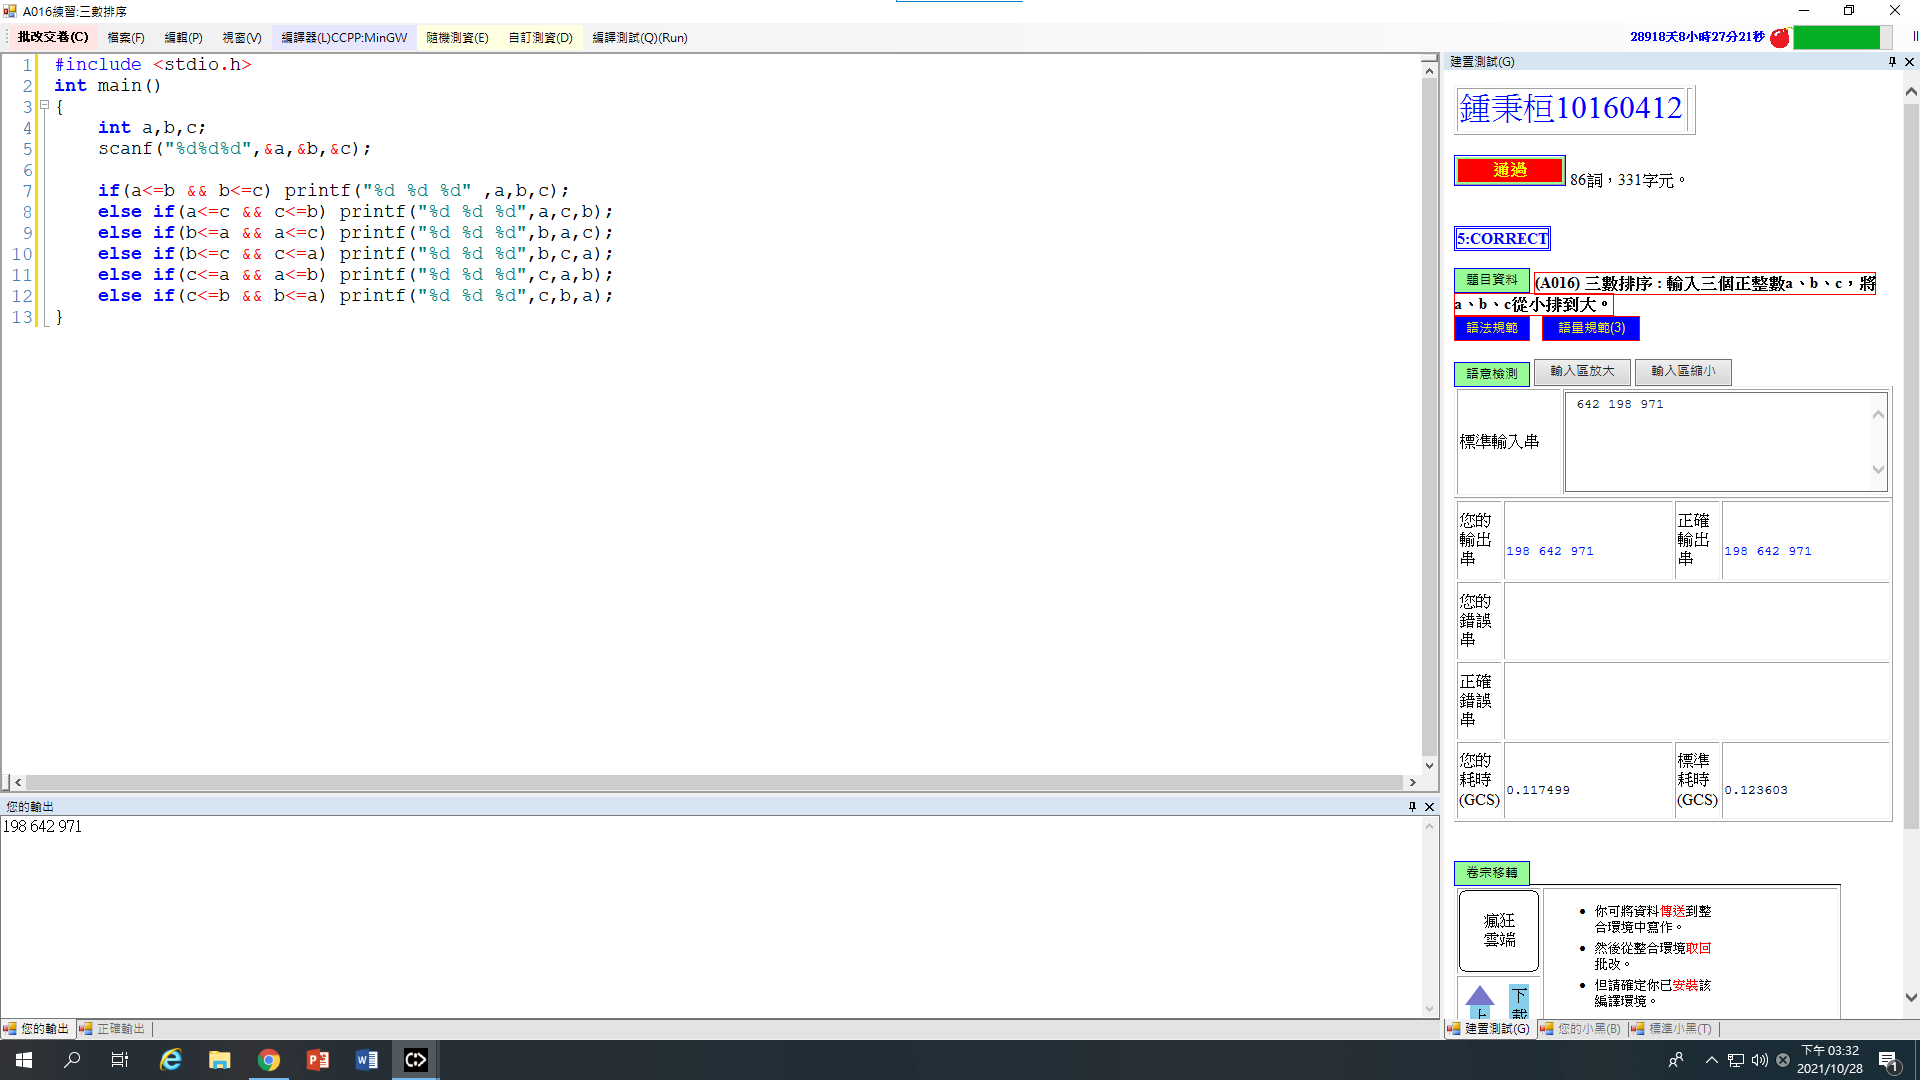 A016練習:三數排序
批改交卷(C) 檔案(F) 編輯(P) 視窗(V) 編譯器(L)CCPP:MinGW 隨機測資(E) 自訂測資(D) 編譯測試(Q)(Run)
28918天8小時27分21秒
1 #include <stdio.h>
2 int main()
3 {
4 int a,b,c;
5 scanf("%d%d%d",&a,&b,&c);
6
7 if(a<=b && b<=c) printf("%d %d %d" ,a,b,c);
8 else if(a<=c && c<=b) printf("%d %d %d",a,c,b);
9 else if(b<=a && a<=c) printf("%d %d %d",b,a,c);
10 else if(b<=c && c<=a) printf("%d %d %d",b,c,a);
11 else if(c<=a && a<=b) printf("%d %d %d",c,a,b);
12 else if(c<=b && b<=a) printf("%d %d %d",c,b,a);
13 }
您的輸出
198 642 971
您的輸出 正確輸出
建置測試(G)
鍾秉桓10160412
通過 86詞，331字元。
5:CORRECT
題目資料 (A016) 三數排序：輸入三個正整數a、b、c，將
a、b、c從小排到大。
語法規範 語量規範(3)
語意檢測 輸入區放大 輸入區縮小
標準輸入串 642 198 971
您的
輸出
串
198 642 971
正確
輸出
串
198 642 971
您的
錯誤
串
正確
錯誤
串
您的
耗時
(GCS)
0.117499
標準
耗時
(GCS)
0.123603
卷宗移轉
瘋狂
雲端
你可將資料傳送到整
合環境中寫作。
然後從整合環境取回
批改。
但請確定你已安裝該
編譯環境。
上 下
載
建置測試(G) 您的小黑(B) 標準小黑(T)
下午 03:32
2021/10/28
1